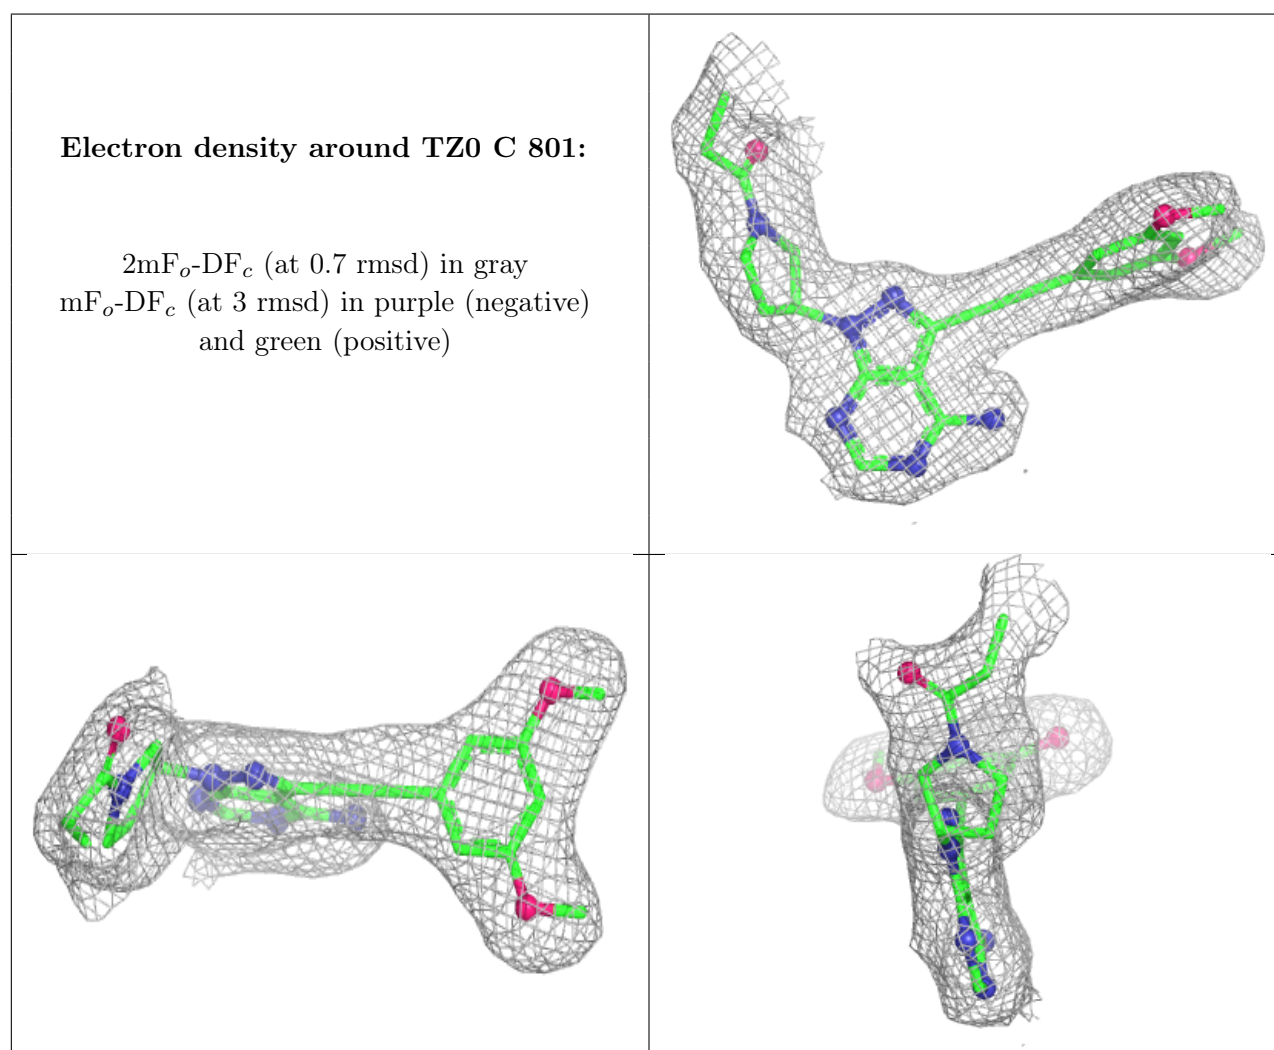 Electron density around TZ0 C 801:
2mFo-DFc (at 0.7 rmsd) in gray
mFo-DFc (at 3 rmsd) in purple (negative)
and green (positive)